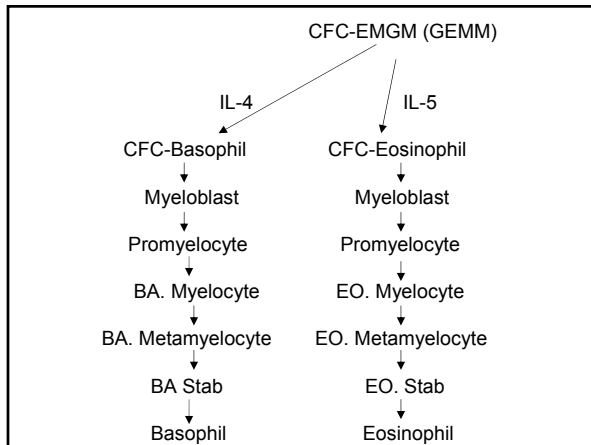 CFC-EMGM (GEMM)
IL-4 IL-5
CFC-Basophil CFC-Eosinophil
Myeloblast Myeloblast
Promyelocyte Promyelocyte
BA. Myelocyte EO. Myelocyte
BA. Metamyelocyte EO. Metamyelocyte
BA Stab EO. Stab
Basophil Eosinophil